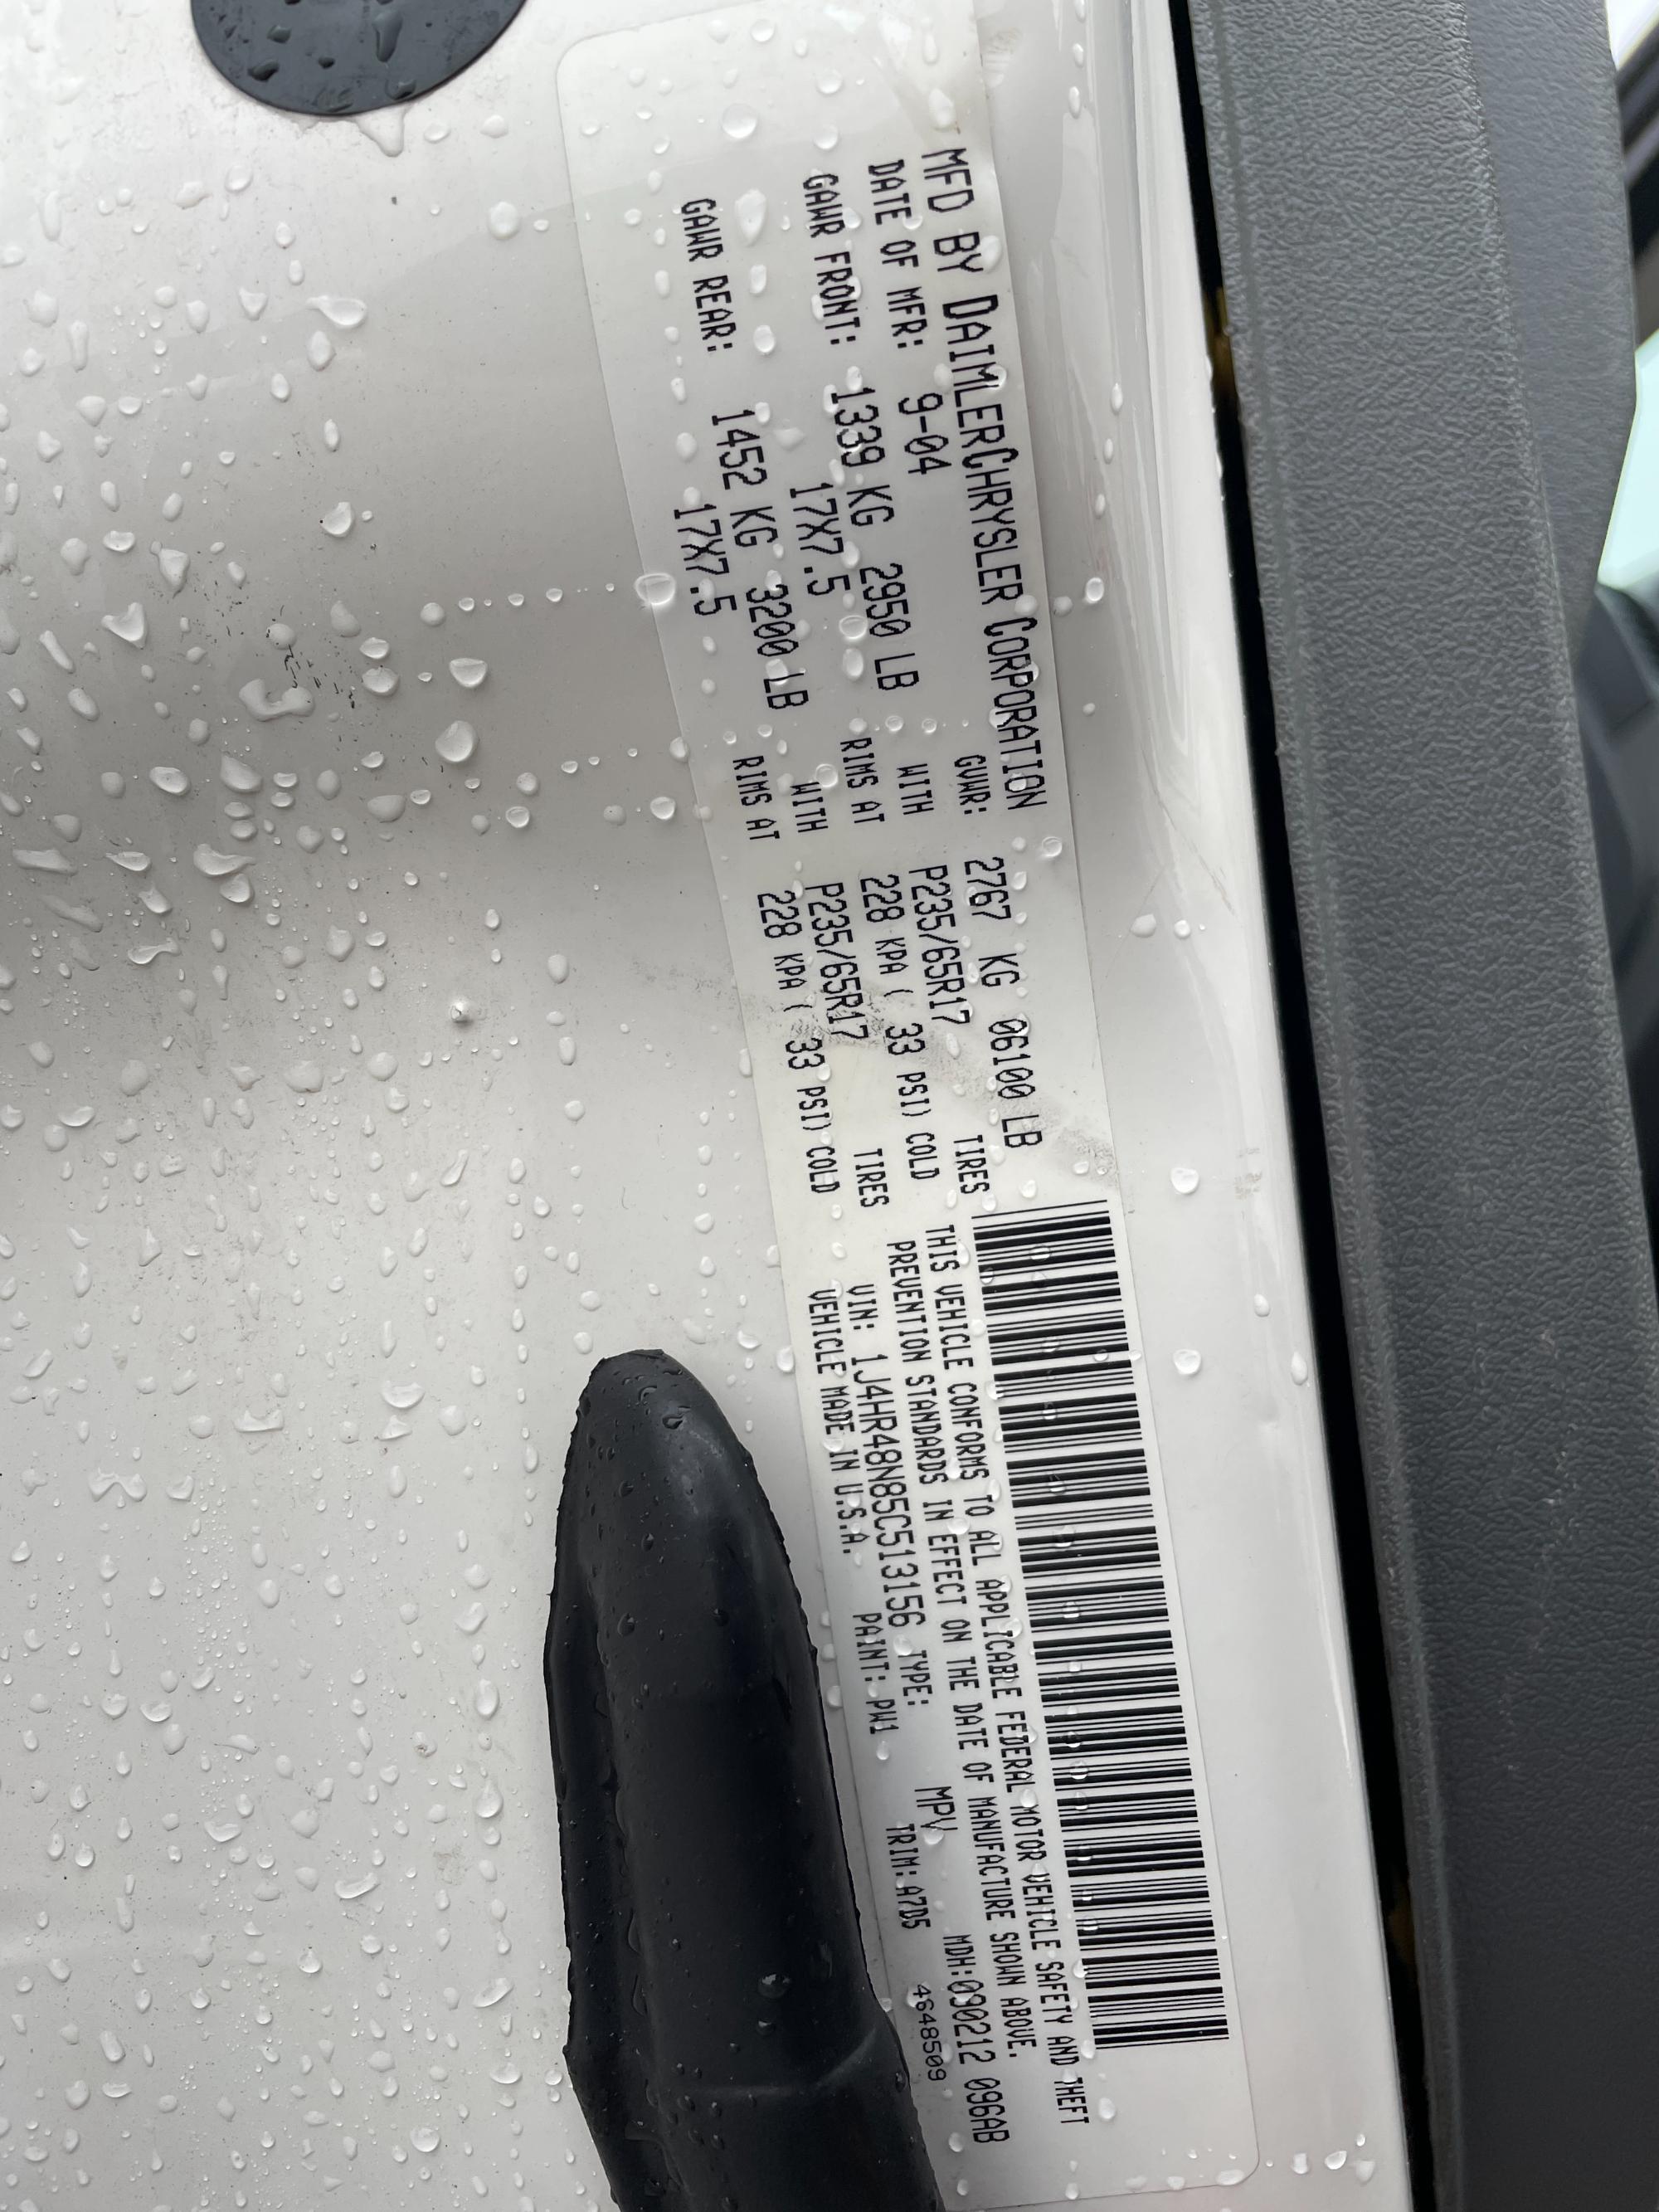 MFD BY DAIMLERCHRYSLER CORPORATION
DATE OF MFR: 9-04 GVWR: 2767 KG 06100 LB
GAWR FRONT: 1339 KG 2950 LB WITH P235/65R17 TIRES
17X7.5 RIMS AT 228 KPA ( 33 PSI) COLD
GAWR REAR: 1452 KG 3200 LB WITH P235/65R17 TIRES
17X7.5 RIMS AT 228 KPA ( 33 PSI) COLD
THIS VEHICLE CONFORMS TO ALL APPLICABLE FEDERAL MOTOR VEHICLE SAFETY AND THEFT
PREVENTION STANDARDS IN EFFECT ON THE DATE OF MANUFACTURE SHOWN ABOVE.
VIN: 1J4HR48N85C513156 TYPE: MPV MDH:090212 096AB
VEHICLE MADE IN U.S.A. PAINT: PW1 TRIM: A7D5 4648509